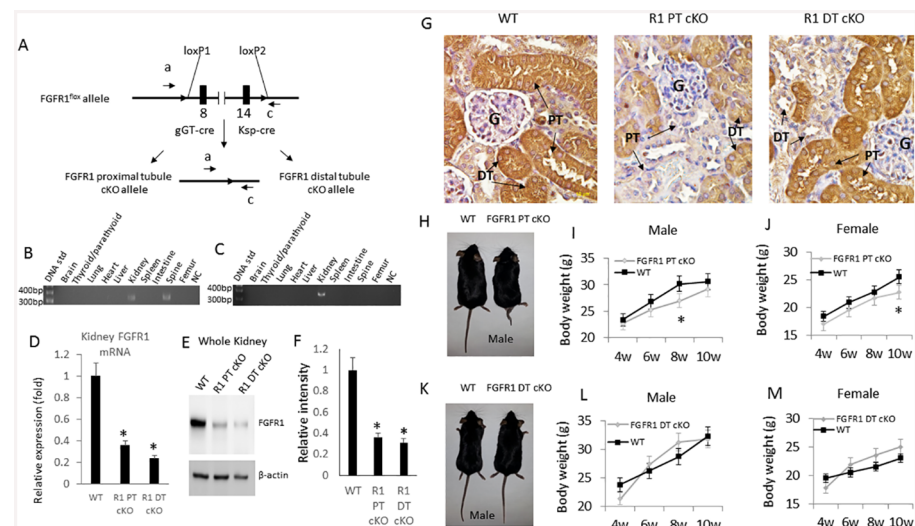 A
loxP1 loxP2
a
FGFR1flox allele
8 14 c
gGT-cre Ksp-cre
a
FGFR1 proximal tubule
cKO allele
c
FGFR1 distal tubule
cKO allele
B
DNA std
Brain
Thyroid/parathyoid
Lung
Heart
Liver
Kidney
Spleen
Intestine
Spine
Femur
NC
400bp
300bp
C
DNA std
Brain
Thyroid/parathyoid
Lung
Heart
Liver
Kidney
Spleen
Intestine
Spine
Femur
NC
400bp
300bp
D
Kidney FGFR1
mRNA
Relative expression (fold)
1.2
1
0.8
0.6
0.4
0.2
0
* *
WT R1 PT cKO R1 DT cKO
E Whole Kidney
WT
R1 PT cKO
R1 DT cKO
FGFR1
β-actin
F
Relative intensity
1.2
1
0.8
0.6
0.4
0.2
0
* *
WT R1 PT cKO R1 DT cKO
G
WT R1 PT cKO R1 DT cKO
G PT DT
G PT DT
DT PT G
H
WT FGFR1 PT cKO
Male
I
Male
Body weight (g)
35
30
25
20
FGFR1 PT cKO
WT
*
4w 6w 8w 10w
J
Female
Body weight (g)
30
25
20
15
FGFR1 PT cKO
WT
*
4w 6w 8w 10w
K
WT FGFR1 DT cKO
Male
L
Male
Body weight (g)
35
30
25
20
FGFR1 DT cKO
WT
4w 6w 8w 10w
M
Female
Body weight (g)
30
25
20
15
FGFR1 DT cKO
WT
4w 6w 8w 10w